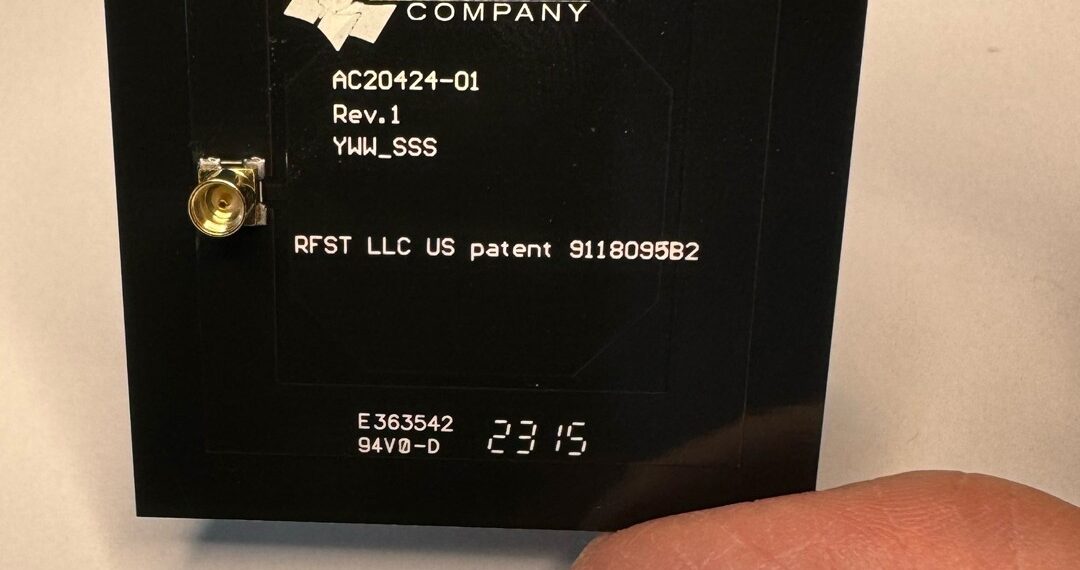 COMPANY
AC20424-01
Rev.1
YWW_SSS
RFST LLC US patent 9118095B2
E363542
94V0-D
2315